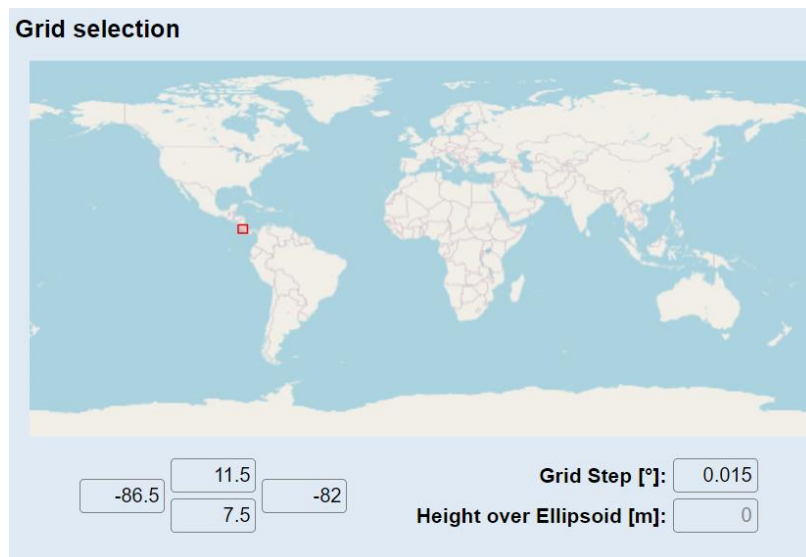 Grid selection
11.5
-86.5
-82
7.5
Grid Step [°]: 0.015
Height over Ellipsoid [m]: 0